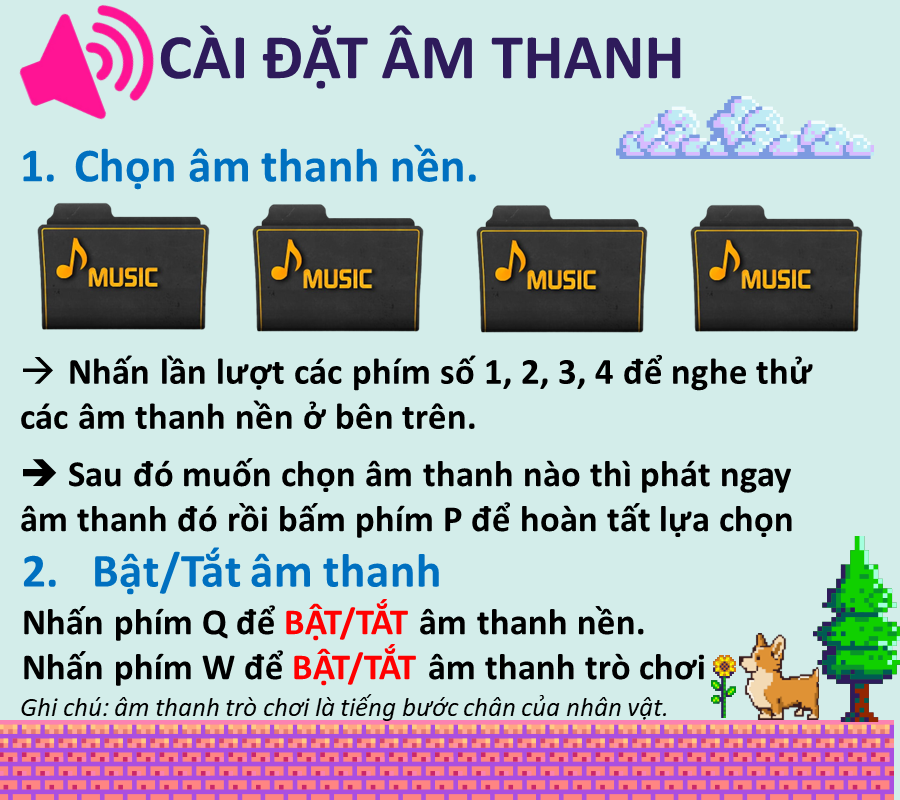 CÀI ĐẶT ÂM THANH
1. Chọn âm thanh nền.
MUSIC MUSIC MUSIC MUSIC
→ Nhấn lần lượt các phím số 1, 2, 3, 4 để nghe thử
các âm thanh nền ở bên trên.
➔ Sau đó muốn chọn âm thanh nào thì phát ngay
âm thanh đó rồi bấm phím P để hoàn tất lựa chọn
2. Bật/Tắt âm thanh
Nhấn phím Q để BẬT/TẮT âm thanh nền.
Nhấn phím W để BẬT/TẮT âm thanh trò chơi
Ghi chú: âm thanh trò chơi là tiếng bước chân của nhân vật.